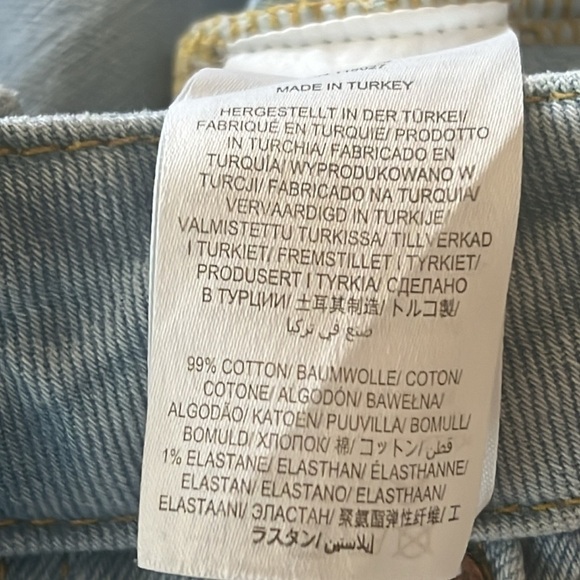 MADE IN TURKEY
HERGESTELLT IN DER TÜRKEI/
FABRIQUÉ EN TURQUIE/ PRODOTTO
IN TURCHIA/ FABRICADO EN
TURQUÍA/ WYPRODUKOWANO W
TURCJI/ FABRICADO NA TURQUIA/
VERVAARDIGD IN TURKIJE/
VALMISTETTU TURKISSA/ TILLVERKAD
I TURKIET/ FREMSTILLET I TYRKIET/
PRODUSERT I TYRKIA/ СДЕЛАНО
В ТУРЦИИ/ 土耳其制造/ トルコ製/
صنع في تركيا
99% COTTON/ BAUMWOLLE/ COTON/
COTONE/ ALGODÓN/ BAWEŁNA/
ALGODÃO/ KATOEN/ PUUVILLA/ BOMULL/
BOMULD/ ХЛОПОК/ 棉/ コットン/ قطن
1% ELASTANE/ ELASTHAN/ ÉLASTHANNE/
ELASTAN/ ELASTANO/ ELASTHAAN/
ELASTAANI/ ЭЛАСТАН/ 聚氨酯弹性纤维/ エ
ラスタン/ إيلاستين